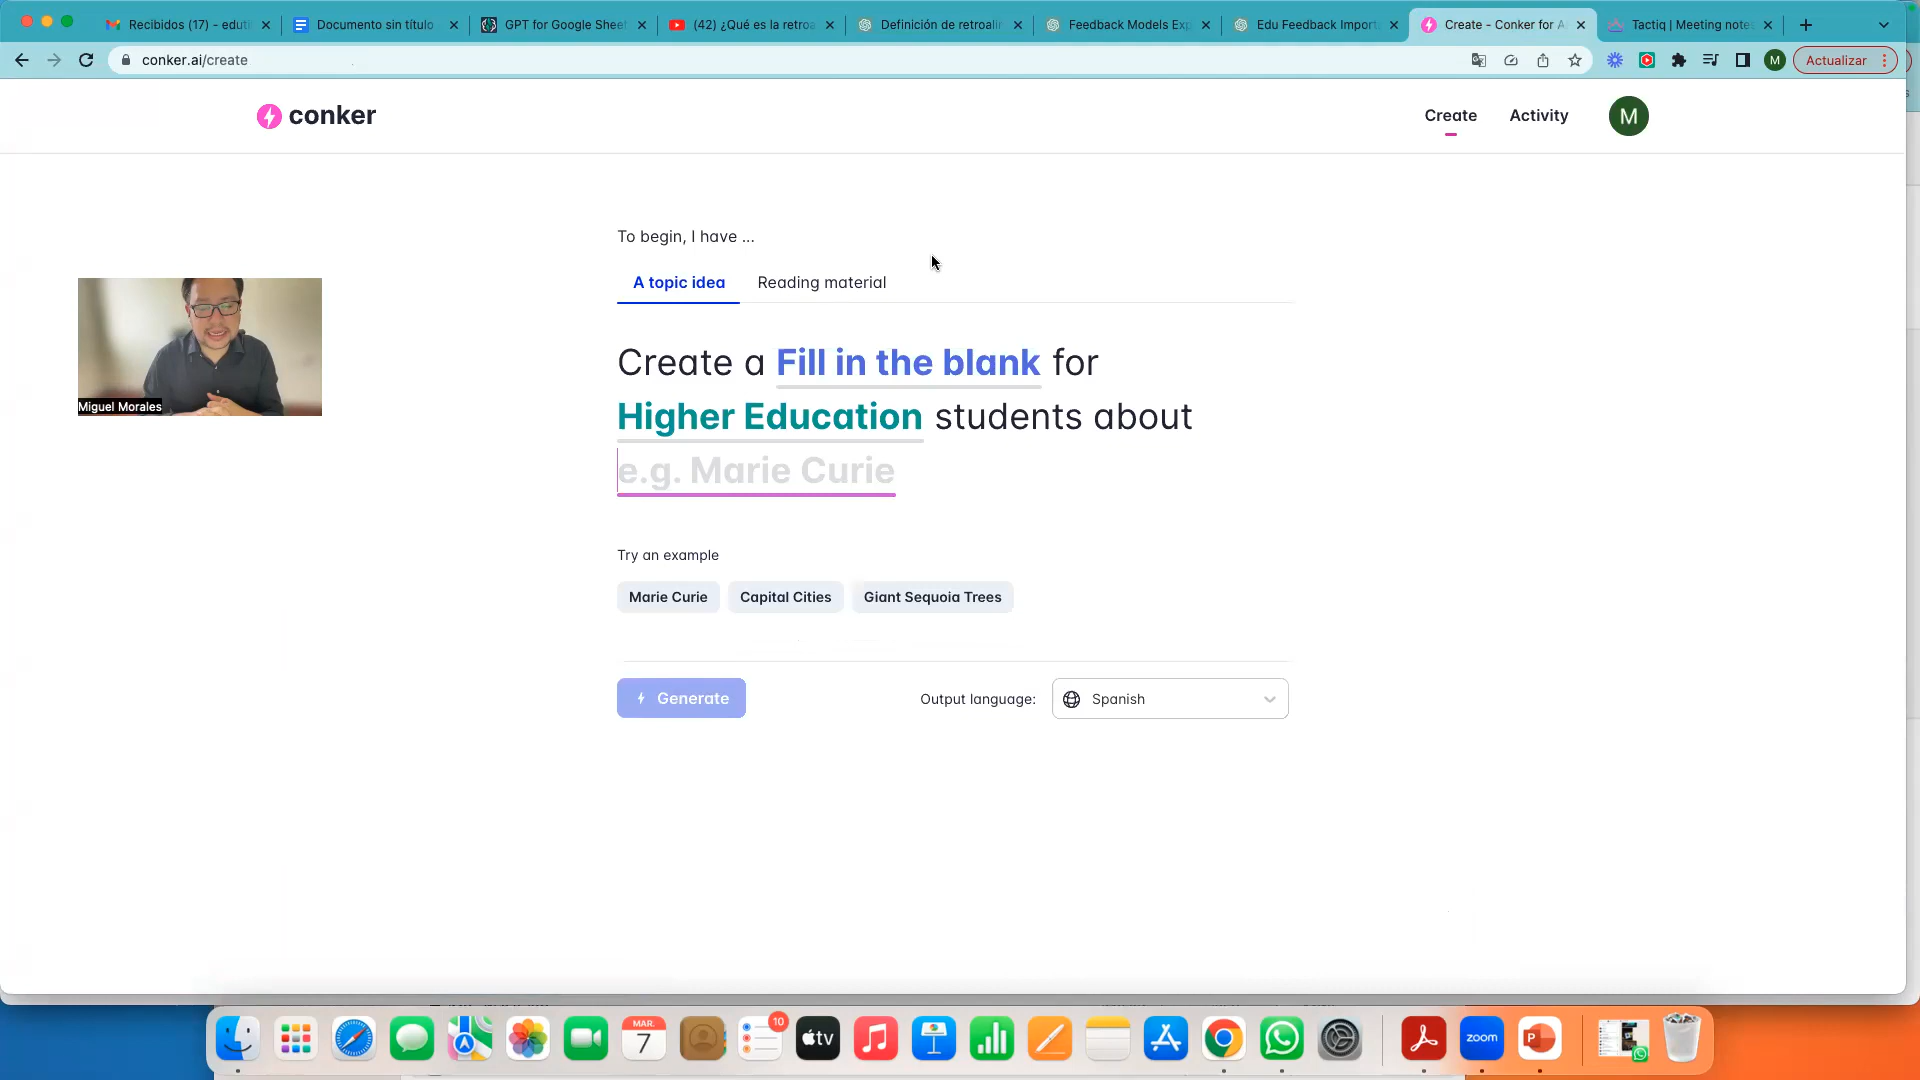 Recibidos (17) - eduti
Documento sin título
GPT for Google Sheet
(42) ¿Qué es la retroa
Definición de retroalin
Feedback Models Exp
Edu Feedback Importa
Create - Conker for A
Tactiq | Meeting notes
conker.ai/create
M
Actualizar
conker
Create
Activity
M
To begin, I have ...
A topic idea
Reading material
Create a Fill in the blank for
Higher Education students about
e.g. Marie Curie
Miguel Morales
Try an example
Marie Curie
Capital Cities
Giant Sequoia Trees
Generate
Output language:
Spanish
MAR.
7
10
tv
zoom
P